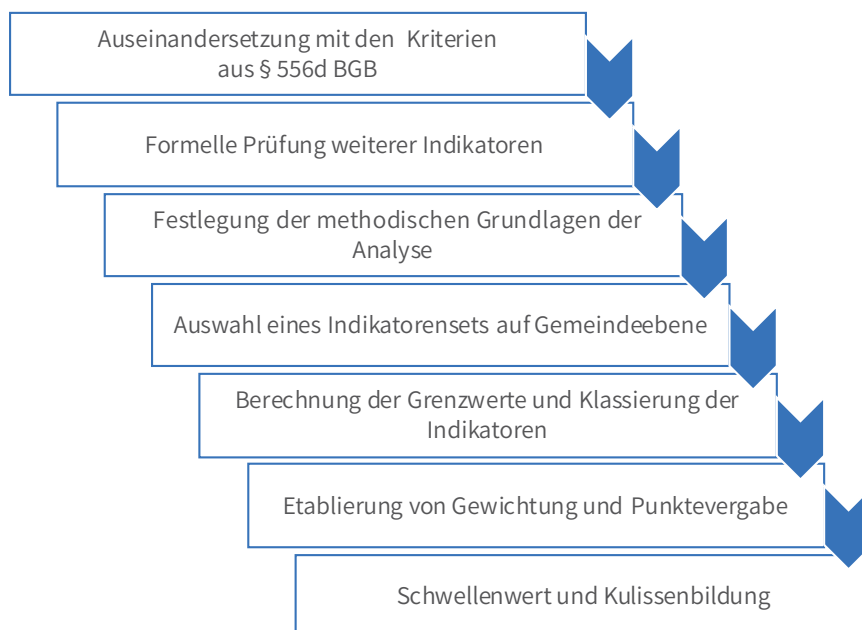 Auseinandersetzung mit den Kriterien
aus § 556d BGB
Formelle Prüfung weiterer Indikatoren
Festlegung der methodischen Grundlagen der
Analyse
Auswahl eines Indikatorensets auf Gemeindeebene
Berechnung der Grenzwerte und Klassierung der
Indikatoren
Etablierung von Gewichtung und Punktevergabe
Schwellenwert und Kulissenbildung